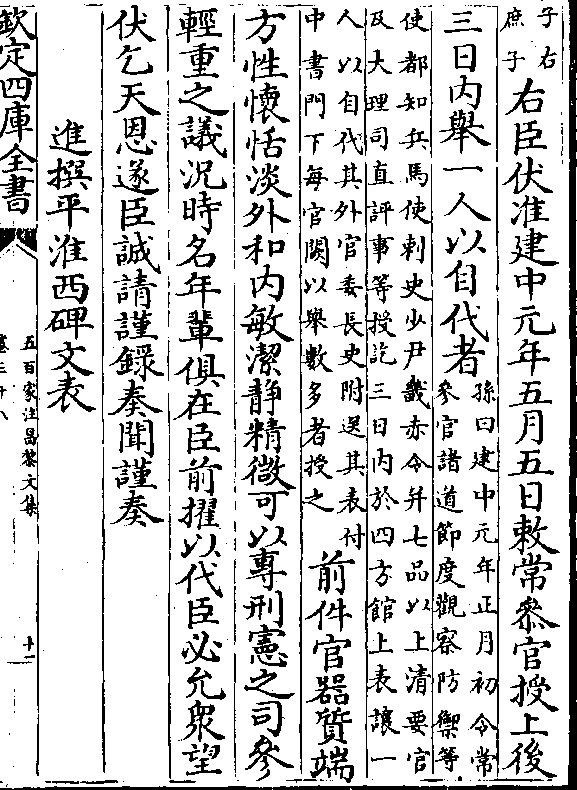 子右
庶子
右臣伏准建中元年五月五日敕常叅官授上後
三日内舉一人以自代者
孫曰建中元年正月初令常
叅官諸道節度觀察防禦等
使都知兵馬使刺史少尹畿赤令并七品以上清要官
及大理司直評事等授訖三日内於四方館上表讓一
人以自代其外官委長史附送其表付
中書門下每官闕以舉數多者授之
前件官器質端
方性懷恬淡外和内敏潔静精微可以專刑憲之司參
輕重之議況時名年輩俱在臣前擢以代臣必允衆望
伏乞天恩遂臣誠請謹錄奏聞謹奏
進撰平淮西碑文表
欽定四庫全書
五百家注昌黎文集
卷三十八
十一